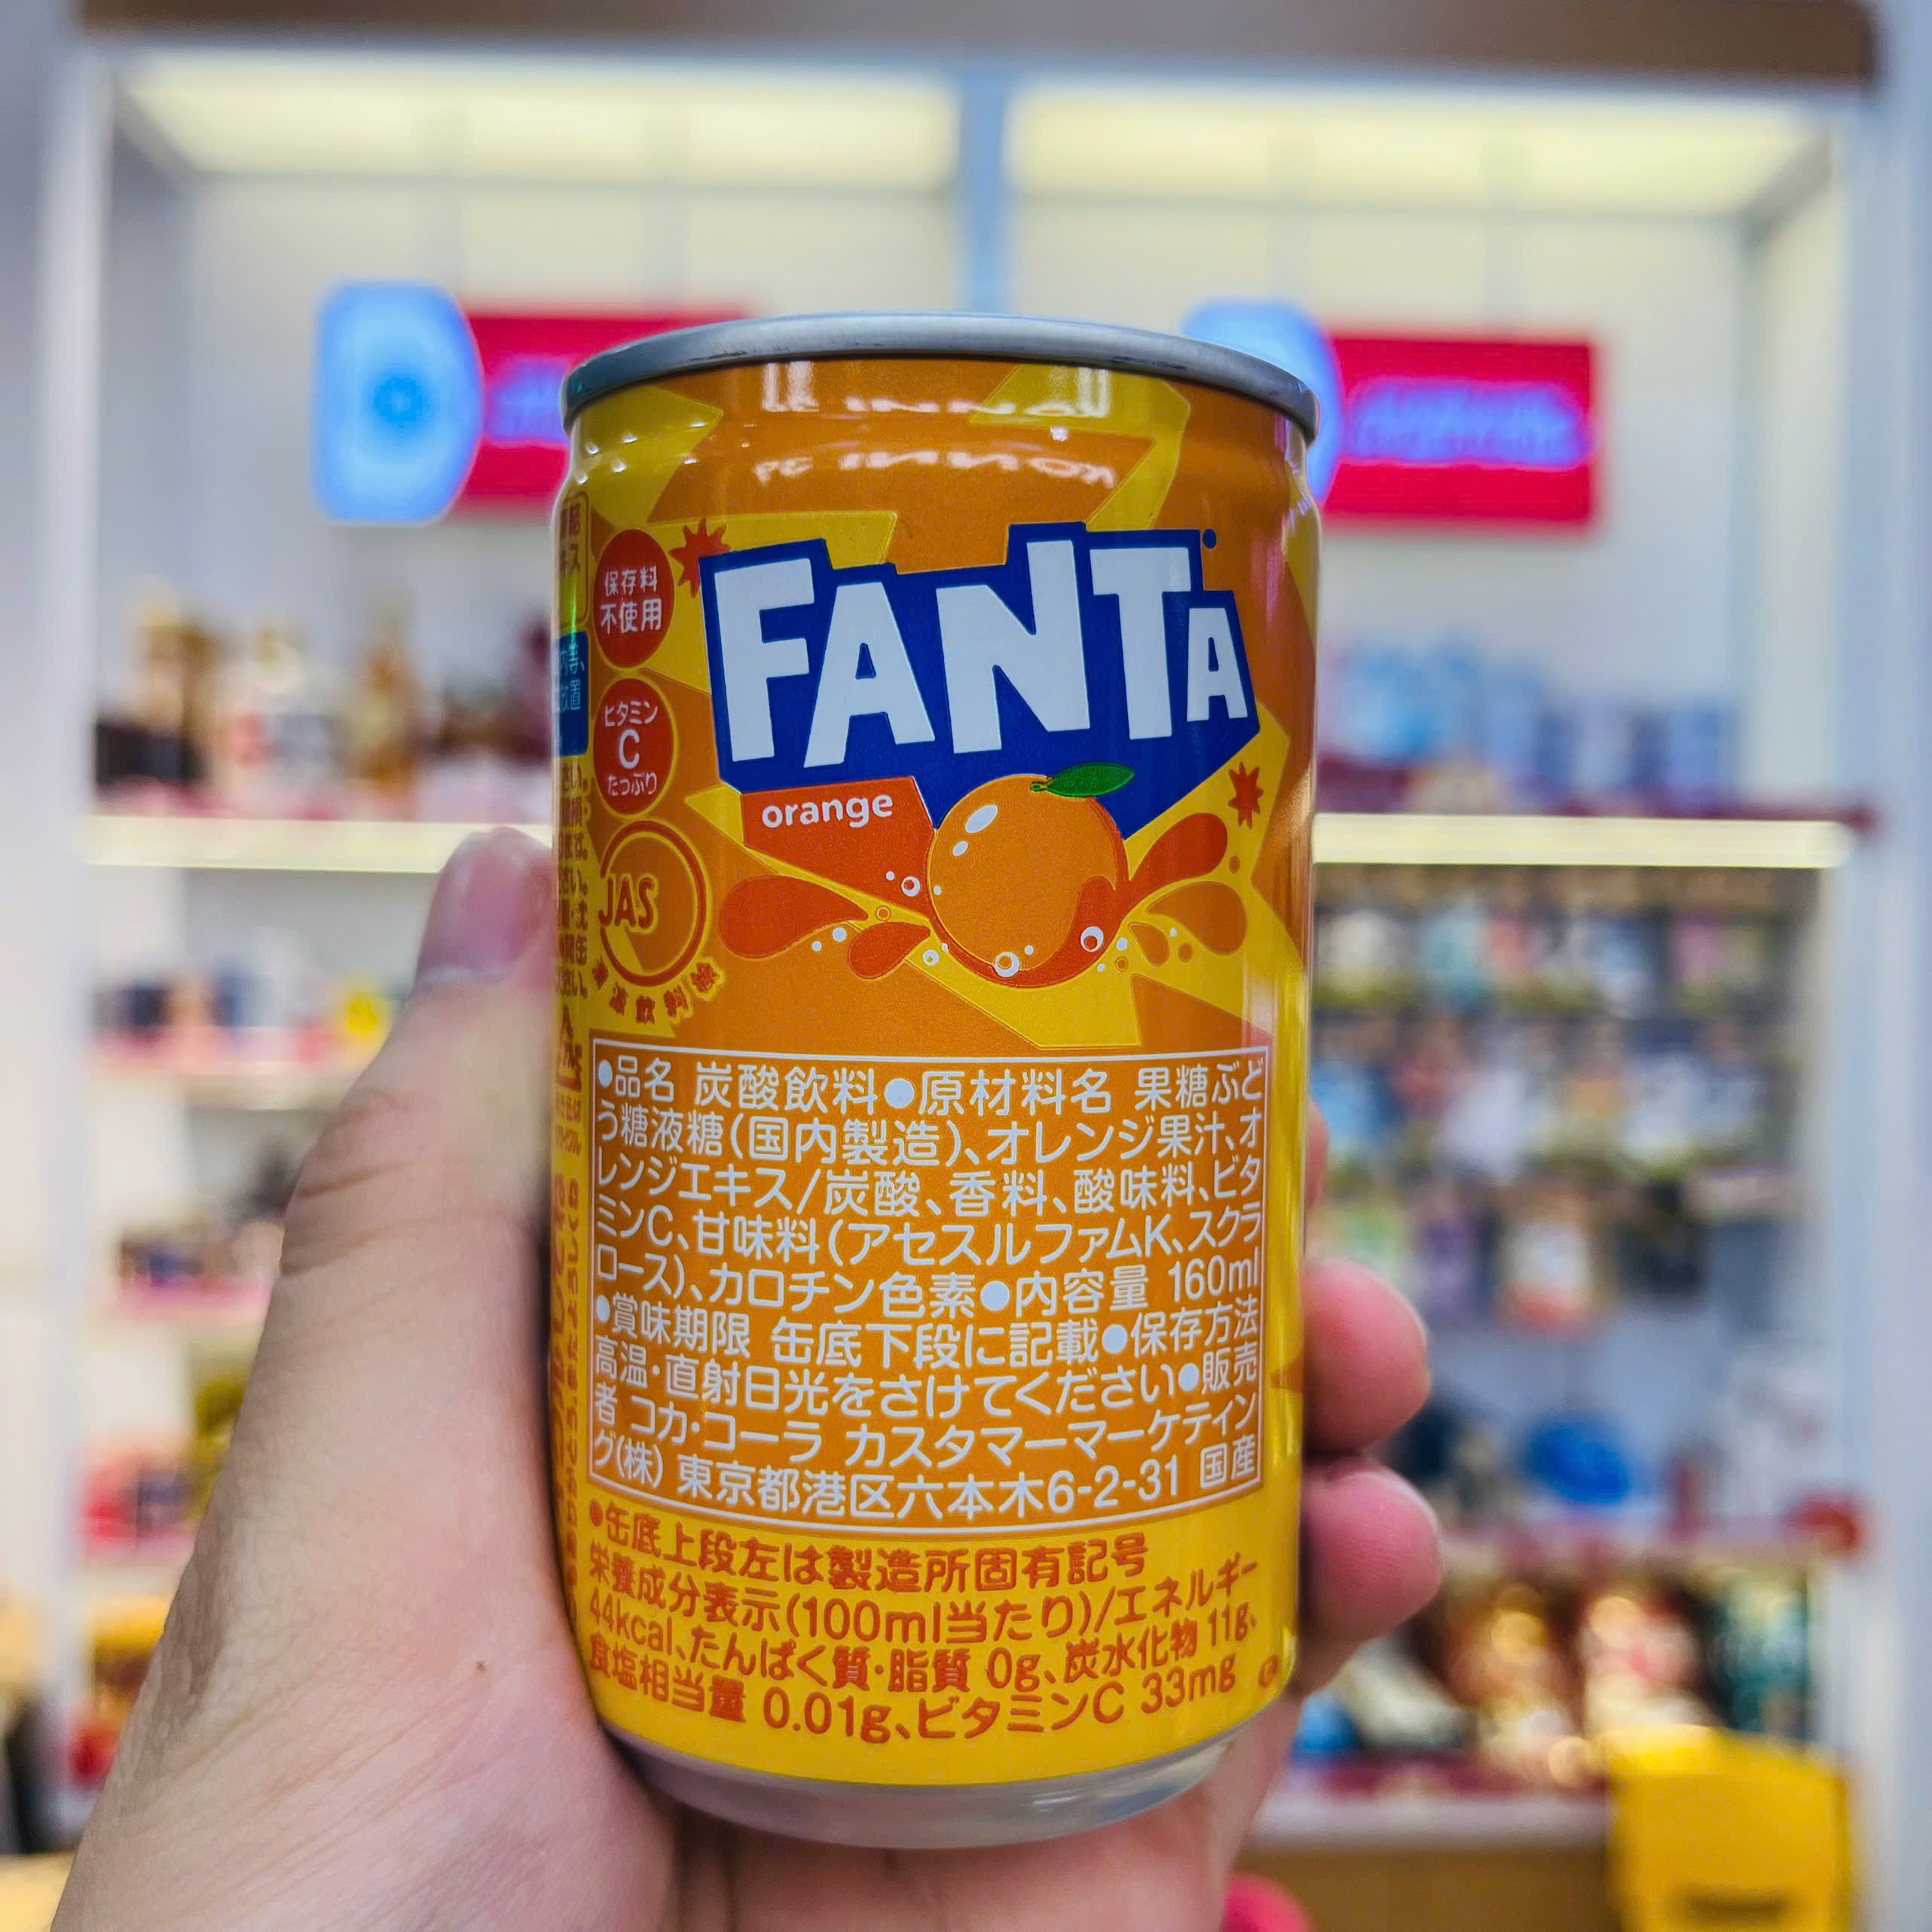 FANTA
orange
保存料
不使用
ビタミン
C
たっぷり
JAS
●品名 炭酸飲料●原材料名 果糖ぶど
う糖液糖(国内製造)、オレンジ果汁、オ
レンジエキス/炭酸、香料、酸味料、ビタ
ミンC、甘味料(アセスルファムK、スクラ
ロース)、カロチン色素●内容量 160ml
●賞味期限 缶底下段に記載●保存方法
高温・直射日光をさけてください●販売
者 コカ・コーラ カスタマーマーケティン
グ(株) 東京都港区六本木6-2-31 国産
●缶底上段左は製造所固有記号
栄養成分表示(100ml当たり)/エネルギー
44kcal、たんぱく質・脂質 0g、炭水化物 11g、
食塩相当量 0.01g、ビタミンC 33mg